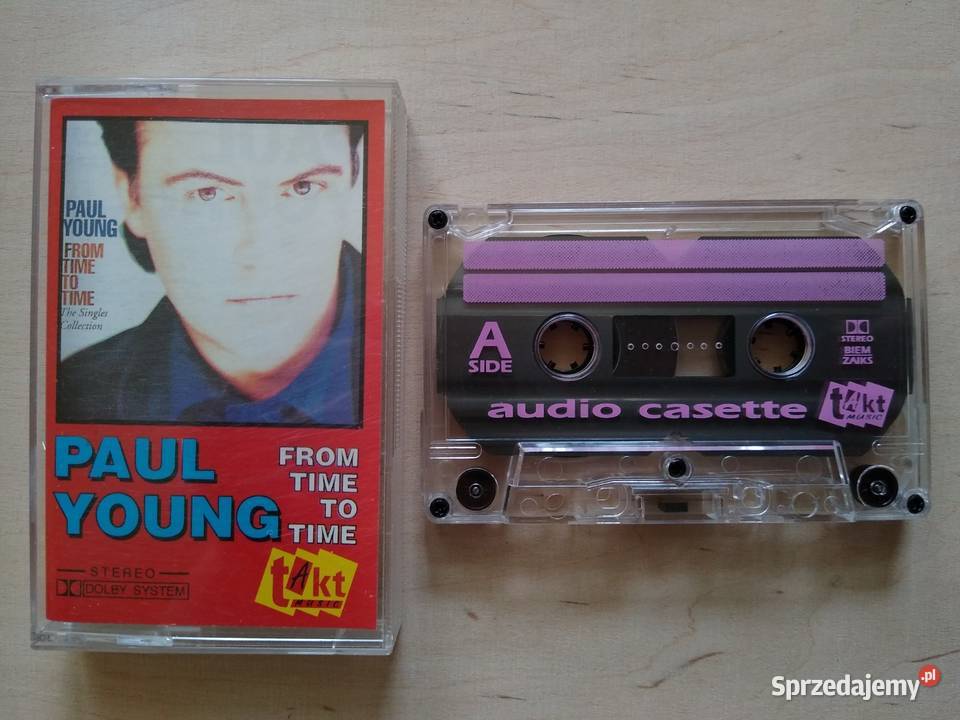 PAUL
YOUNG
FROM
TIME
TO
TIME
The Singles
Collection
PAUL
YOUNG
FROM
TIME
TO
TIME
STEREO
DOLBY SYSTEM
tAkt
MUSIC
A
SIDE
STEREO
BIEM
ZAIKS
audio casette
tAkt
MUSIC
Sprzedajemy.pl